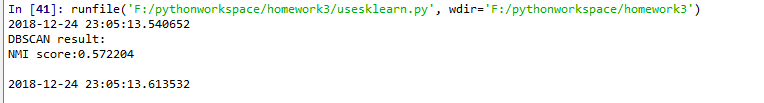 In [41]: runfile('F:/pythonworkspace/homework3/usesklearn.py', wdir='F:/pythonworkspace/homework3')
2018-12-24 23:05:13.540652
DBSCAN result:
NMI score:0.572204
2018-12-24 23:05:13.613532